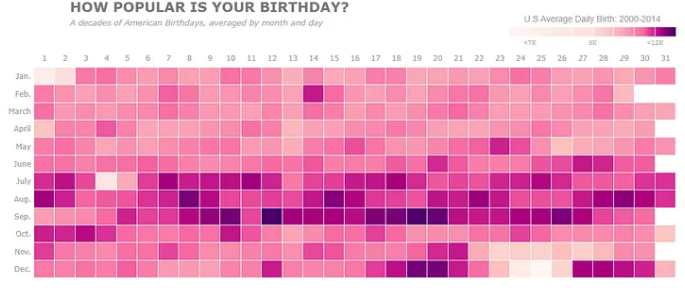 HOW POPULAR IS YOUR BIRTHDAY?
A decades of American Birthdays, averaged by month and day
U.S Average Daily Birth: 2000-2014
<7K 9K <12K
1 2 3 4 5 6 7 8 9 10 11 12 13 14 15 16 17 18 19 20 21 22 23 24 25 26 27 28 29 30 31
Jan.
Feb.
March
April
May
June
July
Aug.
Sep.
Oct.
Nov.
Dec.